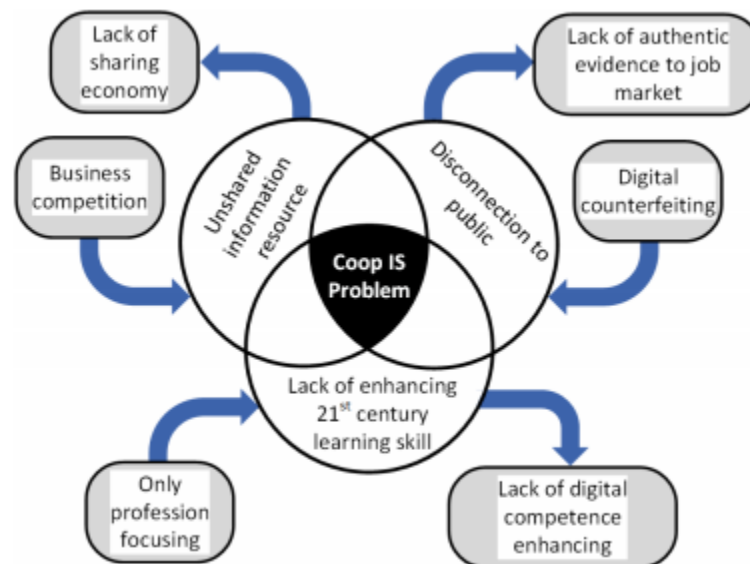 Lack of
sharing
economy
Lack of authentic
evidence to job
market
Business
competition
Unshared
information
resource
Disconnection to
public
Digital
counterfeiting
Coop IS
Problem
Lack of enhancing
21st century
learning skill
Only
profession
focusing
Lack of digital
competence
enhancing